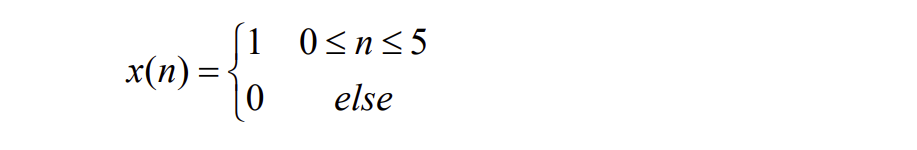 x(n) = { 1 0 ≤ n ≤ 5
0 else